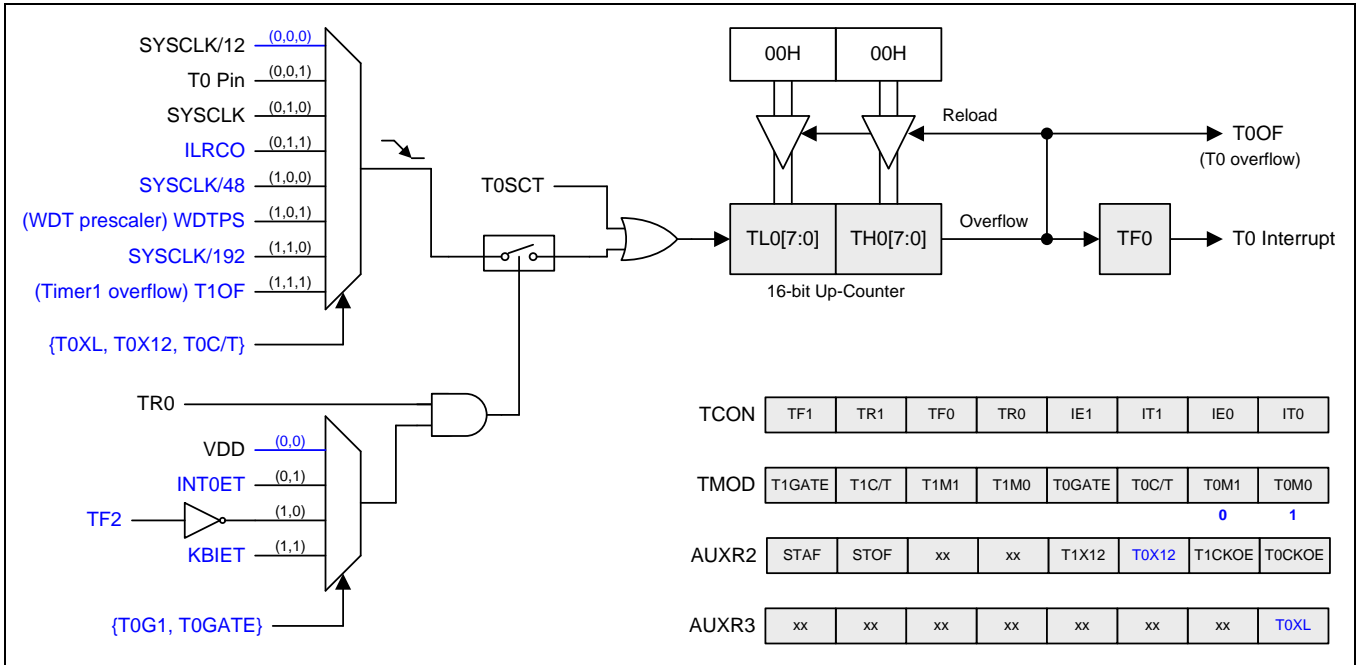 SYSCLK/12 (0,0,0)
T0 Pin (0,0,1)
SYSCLK (0,1,0)
ILRCO (0,1,1)
SYSCLK/48 (1,0,0)
(WDT prescaler) WDTPS (1,0,1)
SYSCLK/192 (1,1,0)
(Timer1 overflow) T1OF (1,1,1)
{T0XL, T0X12, T0C/T}
00H 00H
Reload
T0OF
(T0 overflow)
T0SCT
TL0[7:0] TH0[7:0] Overflow TF0 T0 Interrupt
16-bit Up-Counter
TR0
VDD (0,0)
INT0ET (0,1)
TF2 (1,0)
KBIET (1,1)
{T0G1, T0GATE}
TCON TF1 TR1 TF0 TR0 IE1 IT1 IE0 IT0
TMOD T1GATE T1C/T T1M1 T1M0 T0GATE T0C/T T0M1 T0M0
0 1
AUXR2 STAF STOF xx xx T1X12 T0X12 T1CKOE T0CKOE
AUXR3 xx xx xx xx xx xx xx T0XL